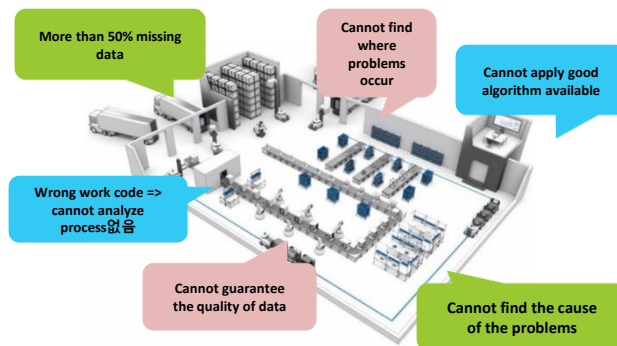 More than 50% missing
data
Cannot find
where
problems
occur
Cannot apply good
algorithm available
Wrong work code =>
cannot analyze
process없음
Cannot guarantee
the quality of data
Cannot find the cause
of the problems